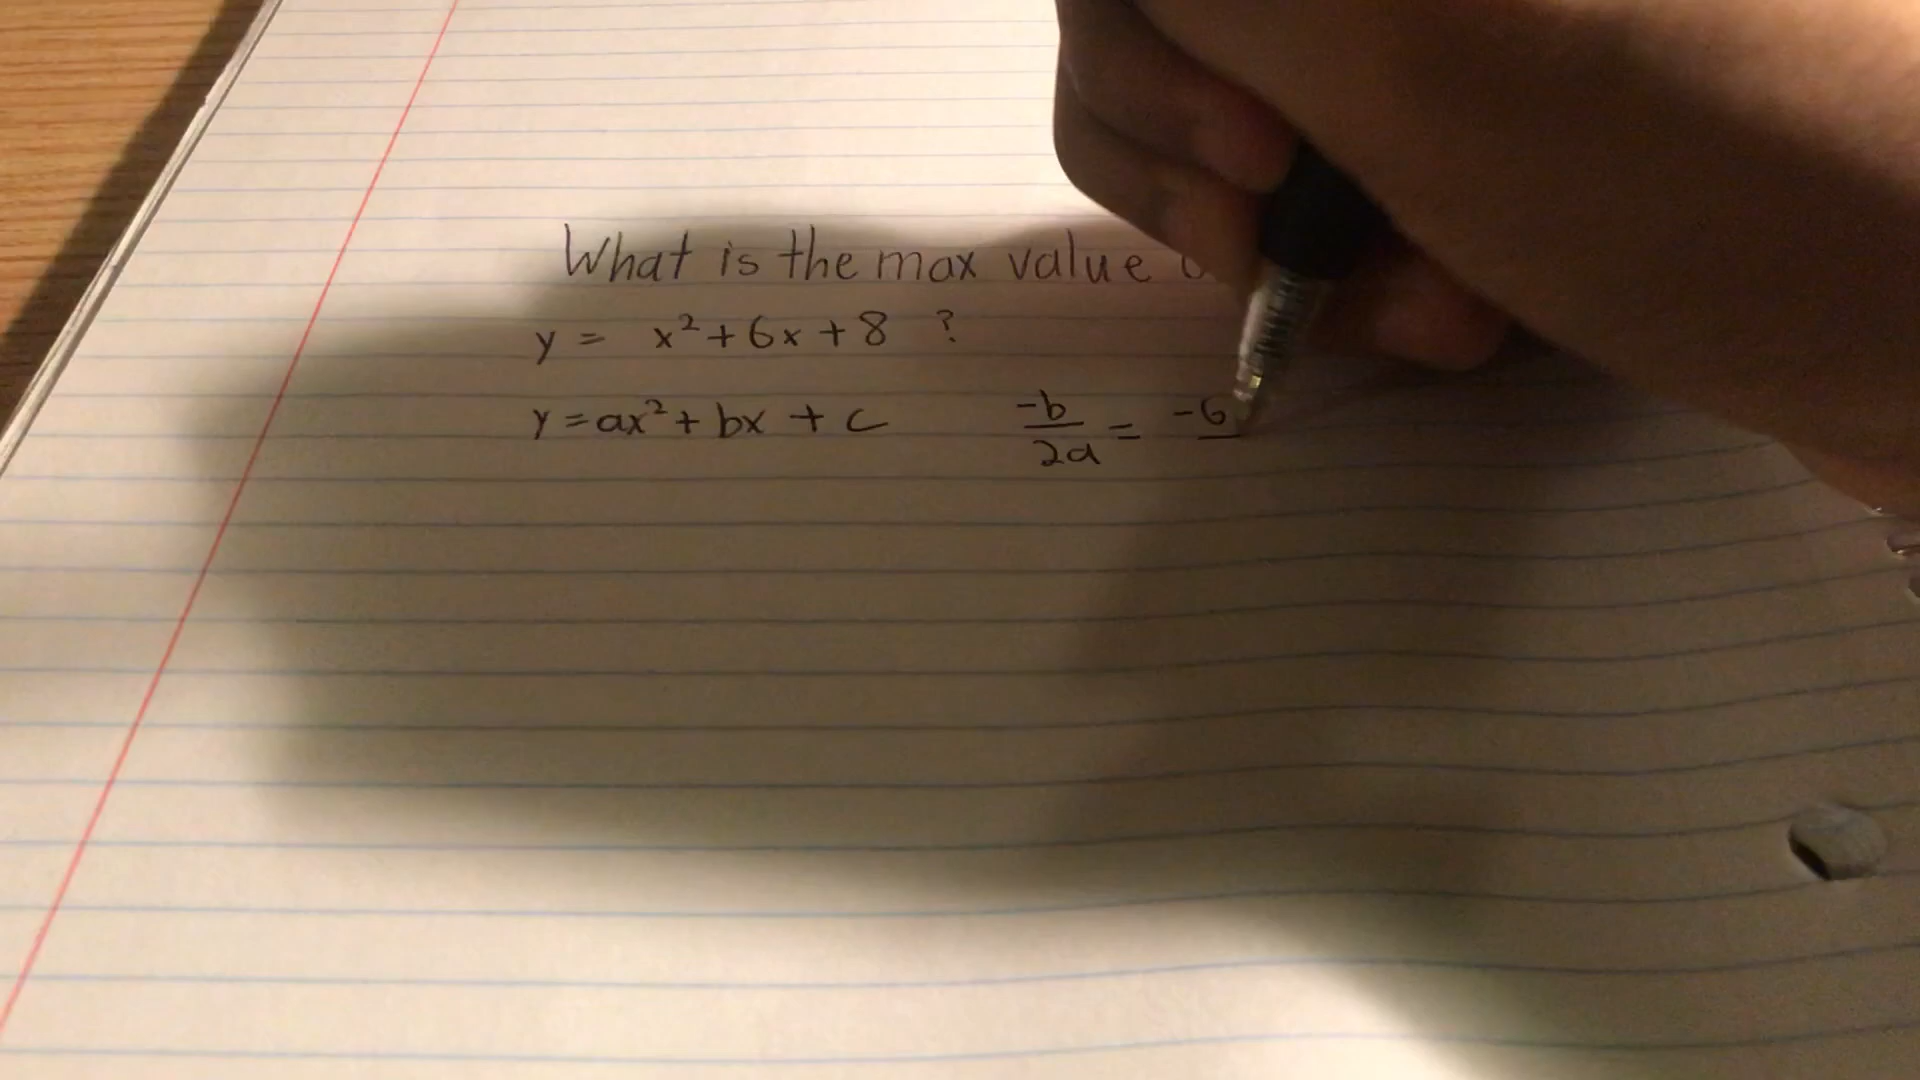 What is the max value
y = x² + 6x + 8 ?
y = ax² + bx + c -b/2a = -6